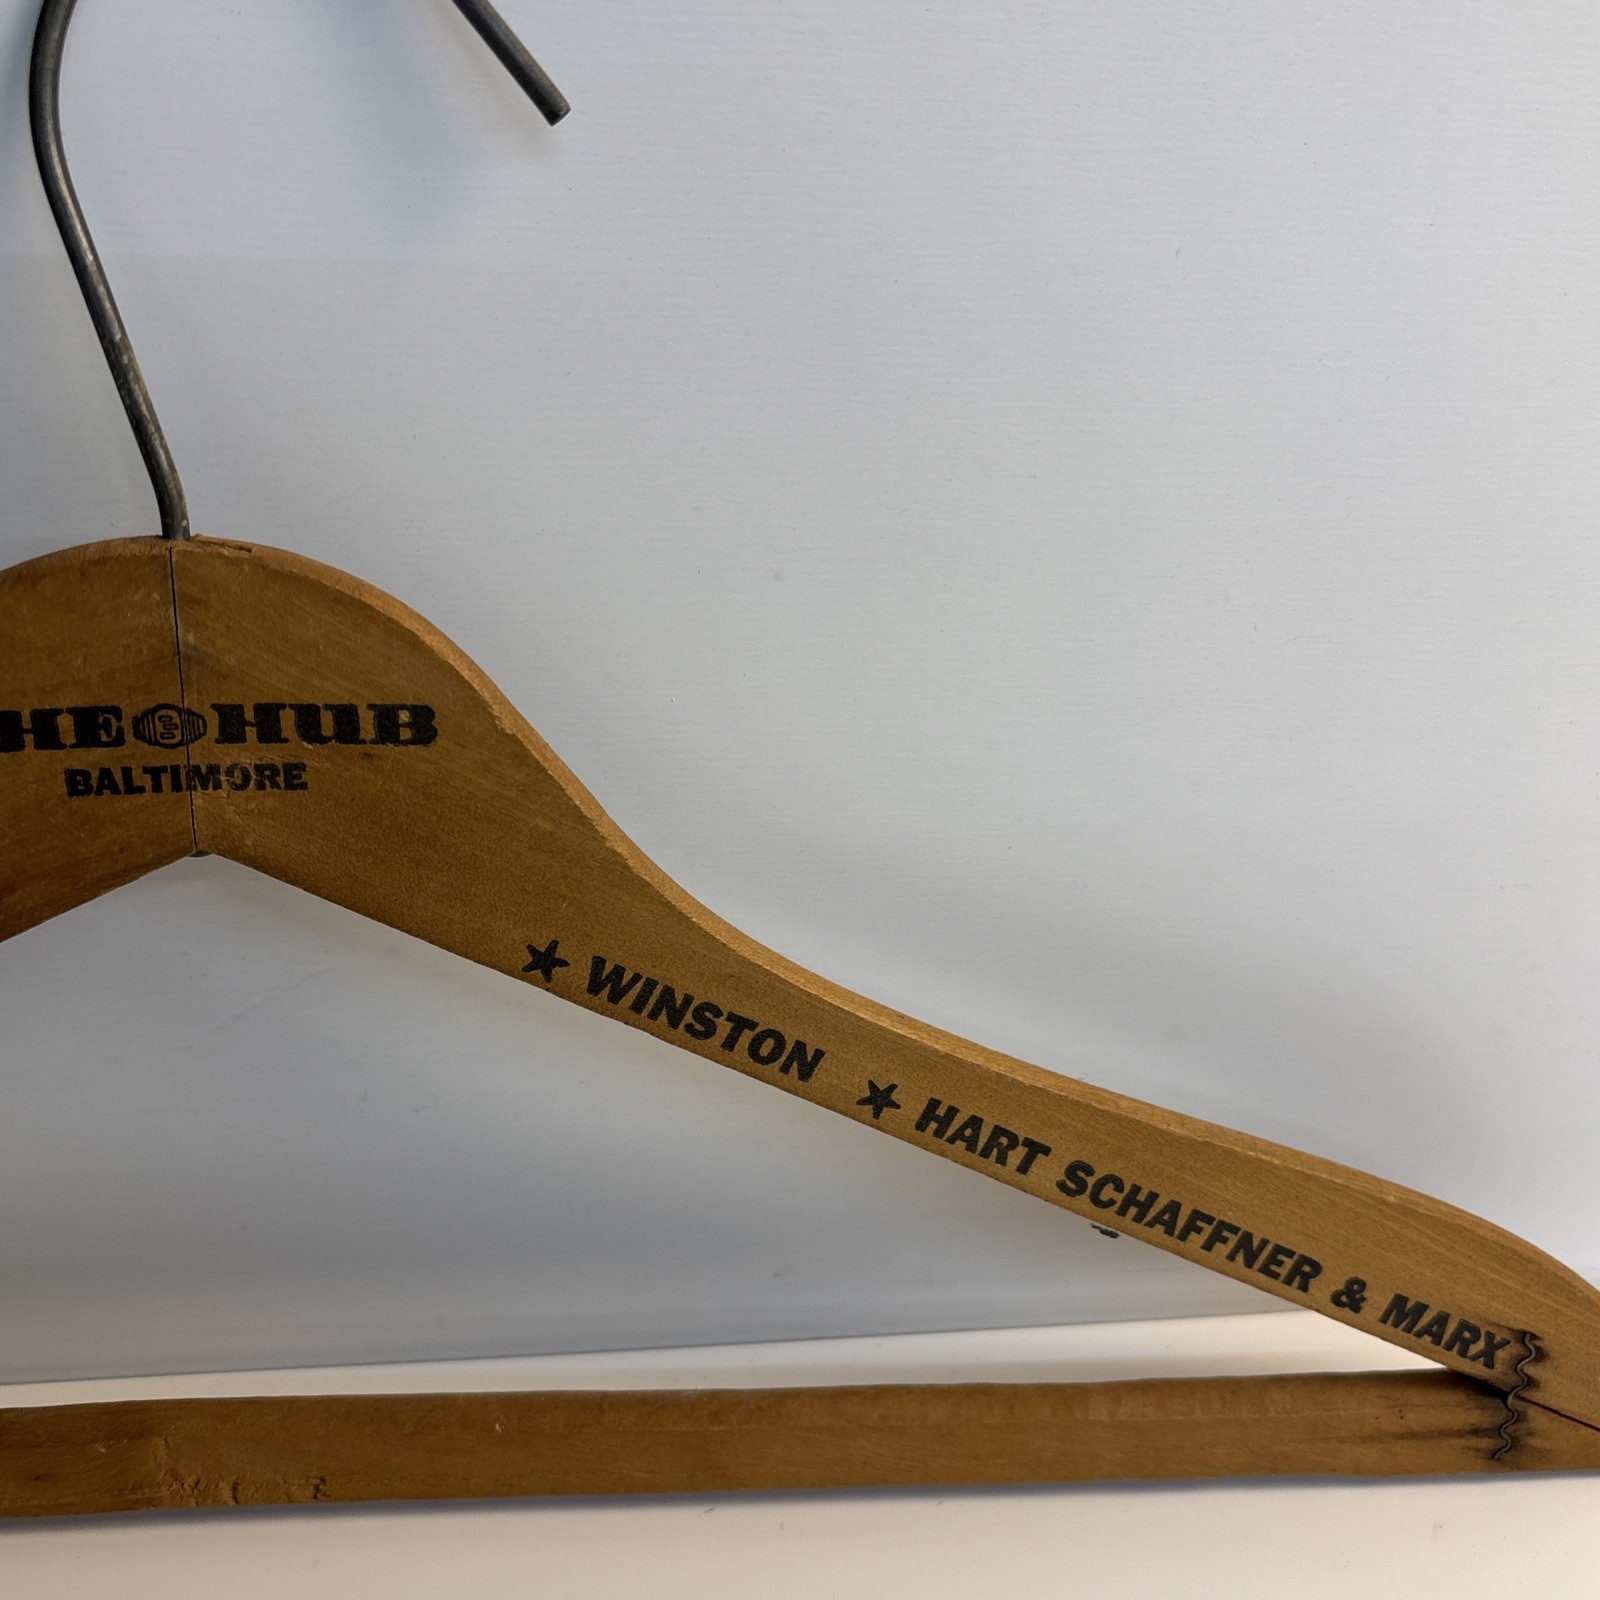 HE HUB
BALTIMORE
★ WINSTON ★ HART SCHAFFNER & MARX